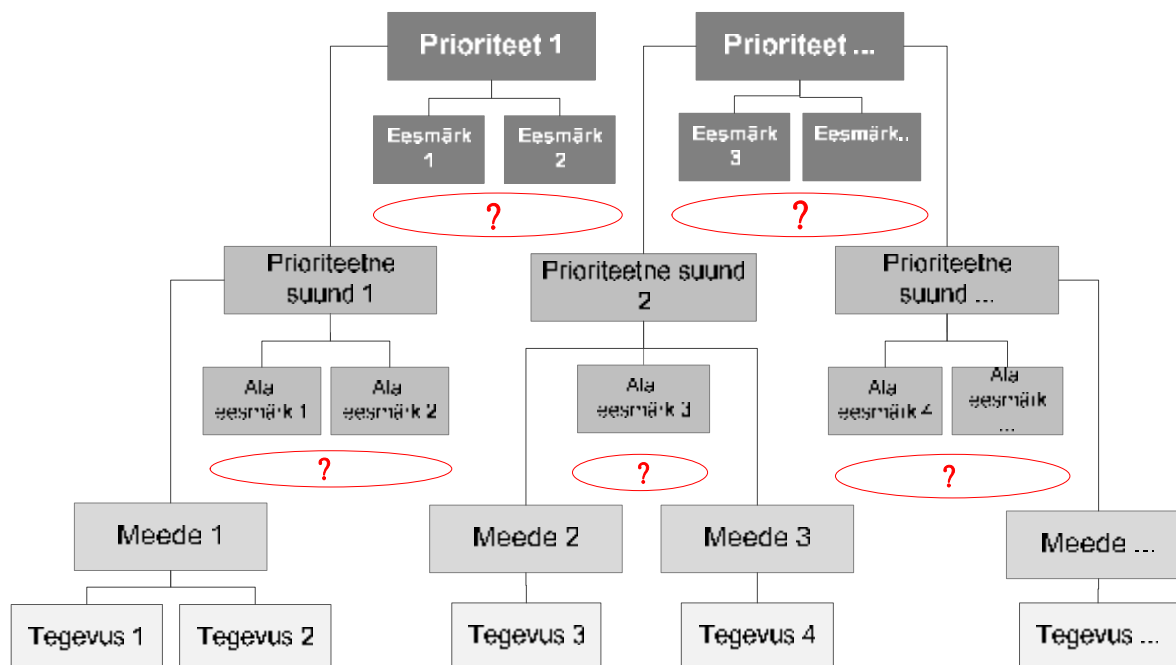 Prioriteet 1
Prioriteet ...
Eesmärk
1
Eesmärk
2
Eesmärk
3
Eesmärk..
?
?
Prioriteetne
suund 1
Prioriteetne suund
2
Prioriteetne
suund ...
Ala
eesmärk 1
Ala
eesmärk 2
Ala
eesmärk 3
Ala
eesmärk 4
Ala
eesmärk
...
?
?
?
Meede 1
Meede 2
Meede 3
Meede ...
Tegevus 1
Tegevus 2
Tegevus 3
Tegevus 4
Tegevus ...